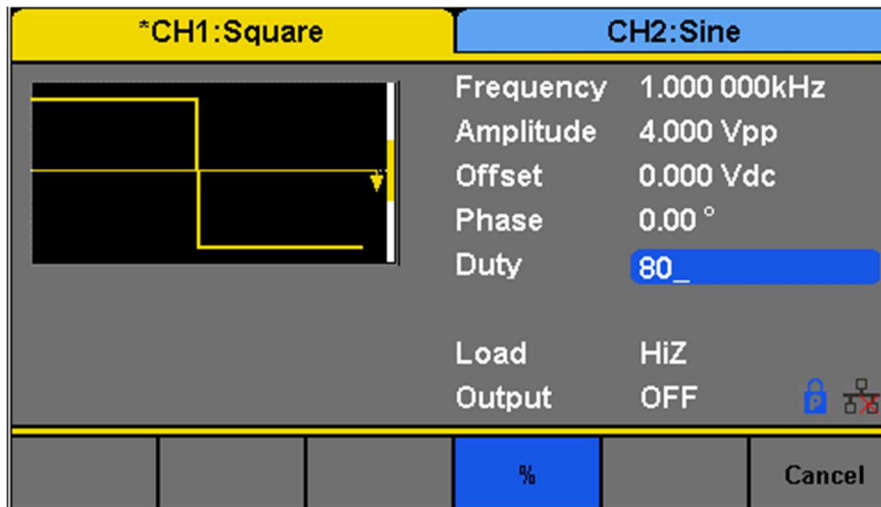 *CH1:Square
CH2:Sine
Frequency 1.000 000kHz
Amplitude 4.000 Vpp
Offset 0.000 Vdc
Phase 0.00 °
Duty 80_
Load HiZ
Output OFF
P
% Cancel